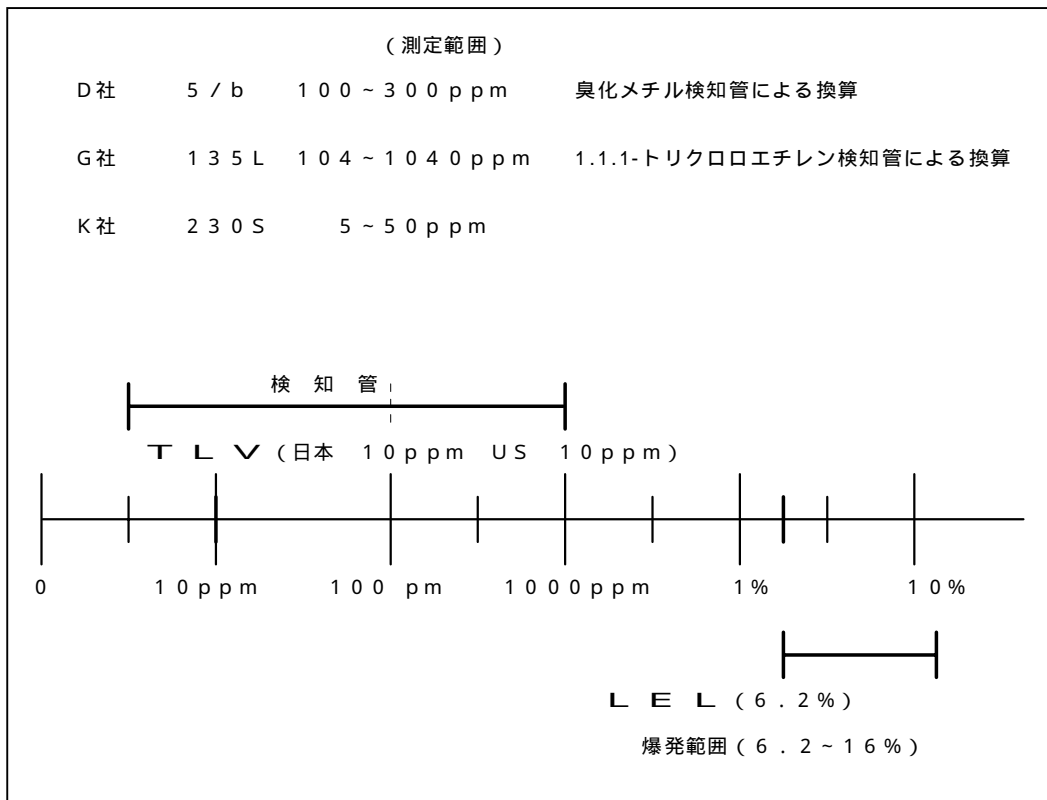 (測定範囲)
D社 5/b 100~300ppm 臭化メチル検知管による換算
G社 135L 104~1040ppm 1.1.1-トリクロロエチレン検知管による換算
K社 230S 5~50ppm
検 知 管
T L V (日本 10ppm US 10ppm)
0 10ppm 100 pm 1000ppm 1% 10%
L E L (6.2%)
爆発範囲(6.2~16%)